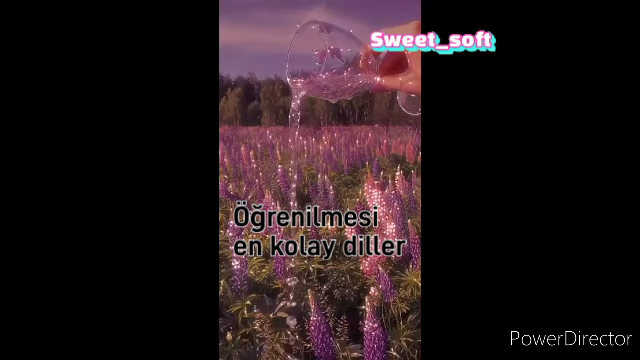 Sweet_soft
Öğrenilmesi
en kolay diller
PowerDirector